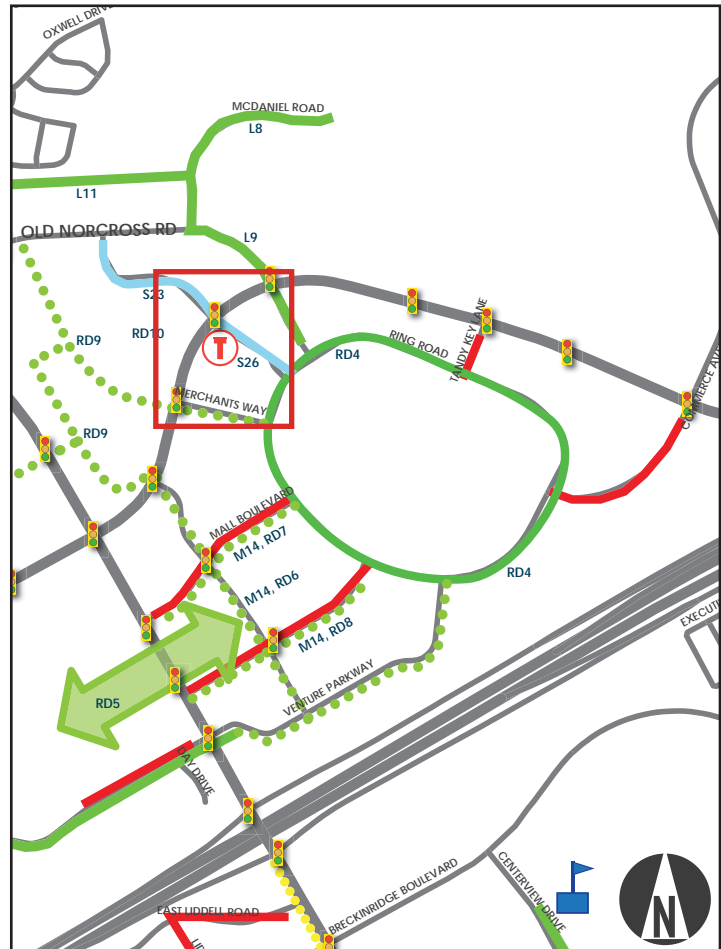 OXWELL DRIVE
MCDANIEL ROAD
L8
L11
OLD NORCROSS RD
L9
S23
RD10
RD9
T
S26
RD4
RING ROAD
TANDY KEY LANE
MERCHANTS WAY
COMMERCE AVE
RD9
MALL BOULEVARD
M14, RD7
M14, RD6
M14, RD8
RD4
RD5
VENTURE PARKWAY
DAY DRIVE
EXECUTI
BRECKINRIDGE BOULEVARD
CENTERVIEW DRIVE
EAST LIDDELL ROAD
N